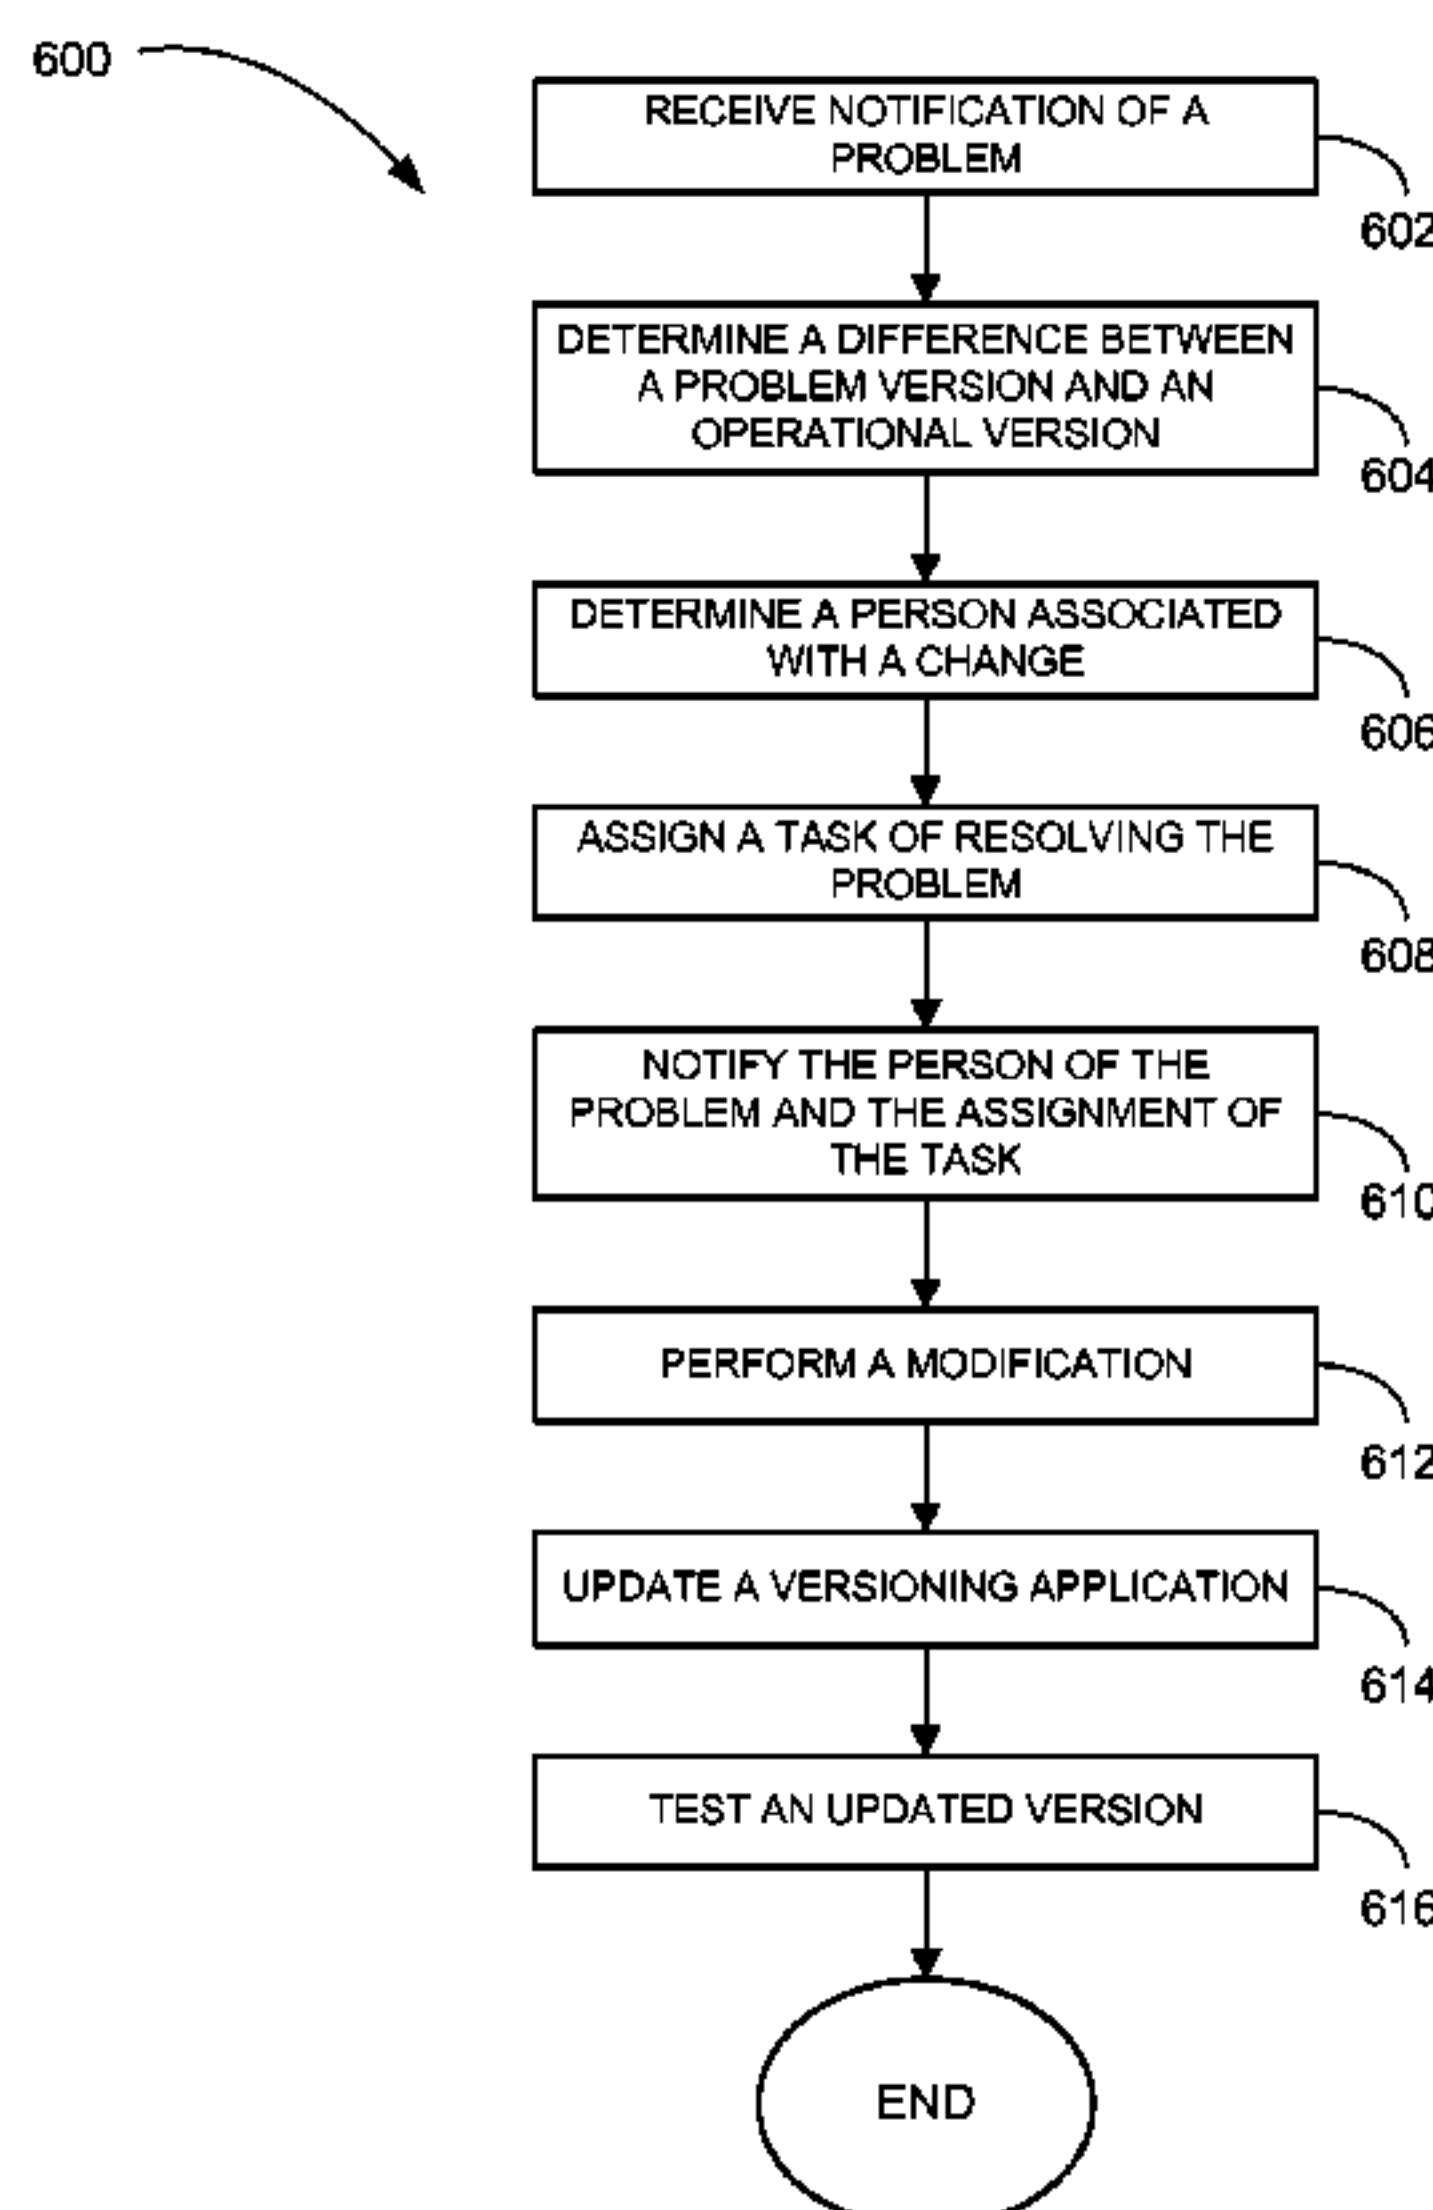 600
RECEIVE NOTIFICATION OF A
PROBLEM
602
DETERMINE A DIFFERENCE BETWEEN
A PROBLEM VERSION AND AN
OPERATIONAL VERSION
604
DETERMINE A PERSON ASSOCIATED
WITH A CHANGE
606
ASSIGN A TASK OF RESOLVING THE
PROBLEM
608
NOTIFY THE PERSON OF THE
PROBLEM AND THE ASSIGNMENT OF
THE TASK
610
PERFORM A MODIFICATION
612
UPDATE A VERSIONING APPLICATION
614
TEST AN UPDATED VERSION
616
END